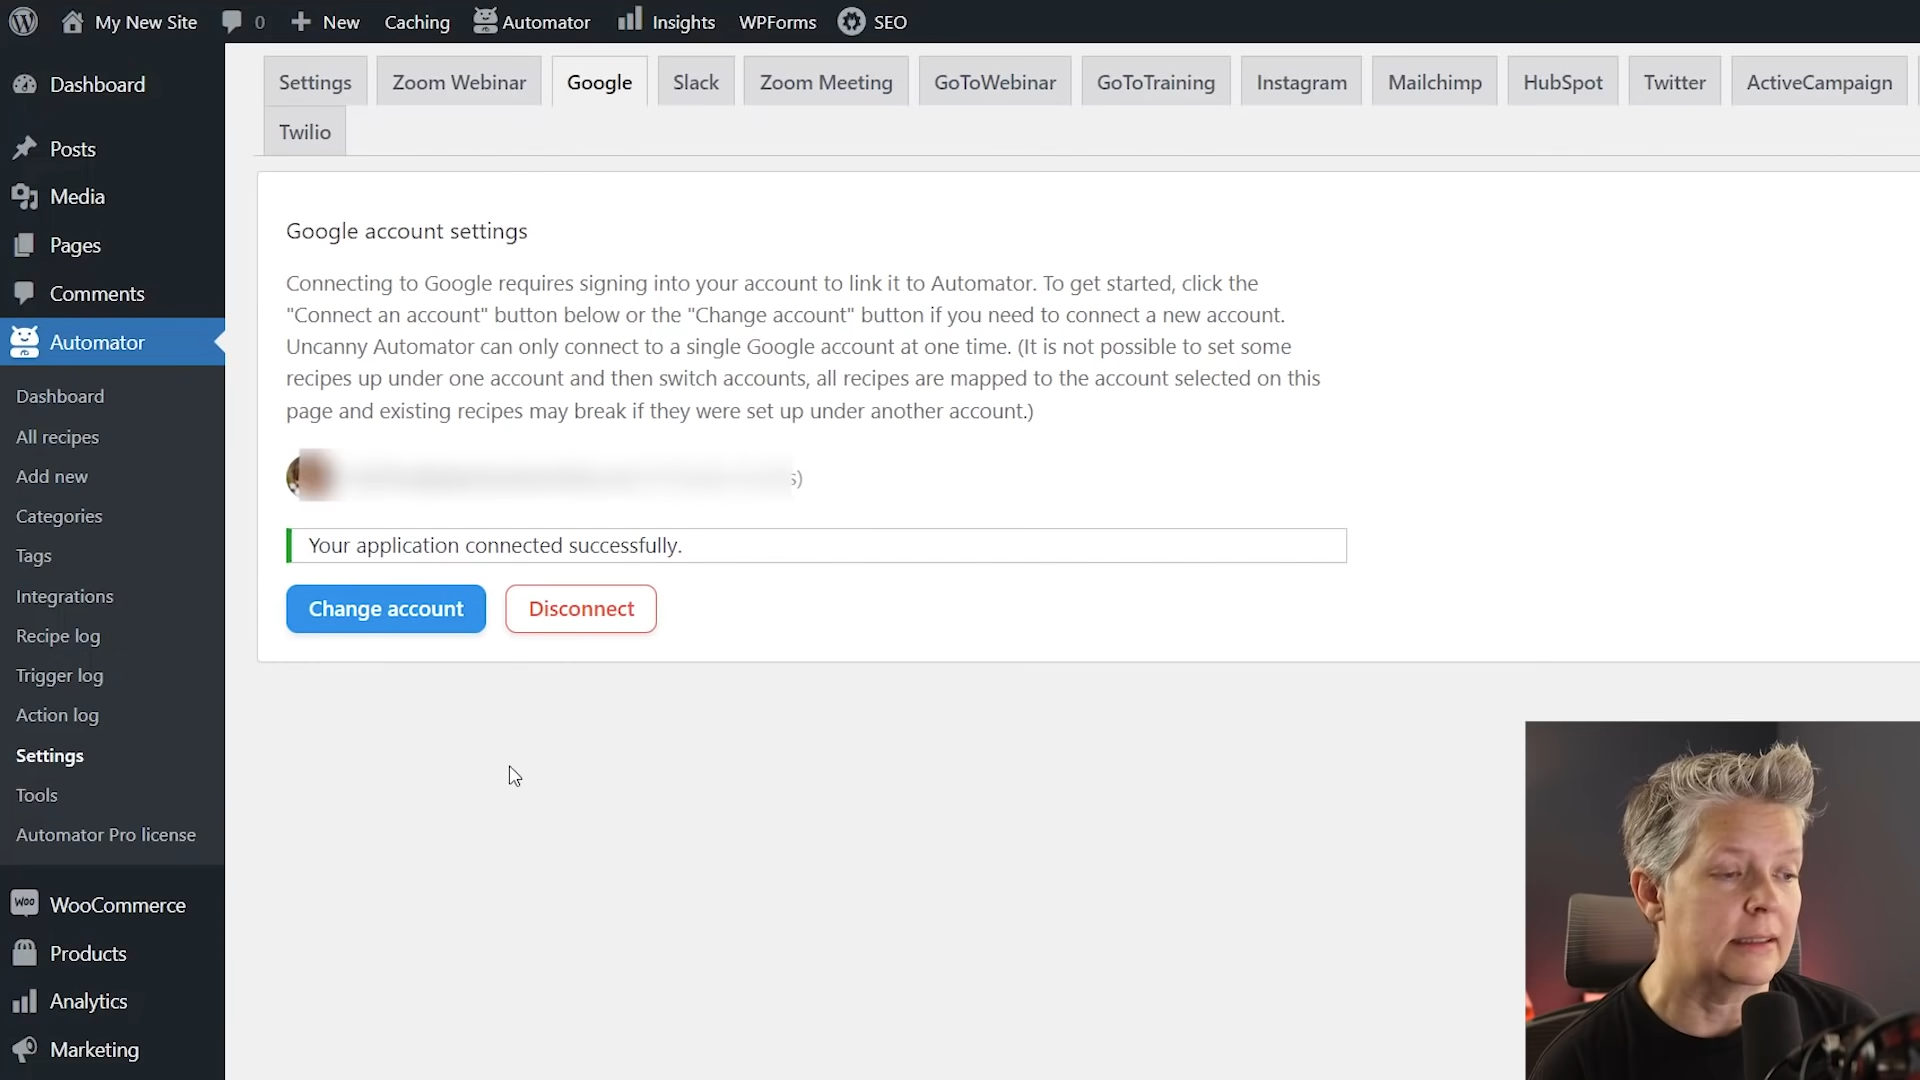 My New Site
0
New
Caching
Automator
Insights
WPForms
SEO
Dashboard
Posts
Media
Pages
Comments
Automator
Dashboard
All recipes
Add new
Categories
Tags
Integrations
Recipe log
Trigger log
Action log
Settings
Tools
Automator Pro license
Woo
WooCommerce
Products
Analytics
Marketing
Settings
Zoom Webinar
Google
Slack
Zoom Meeting
GoToWebinar
GoToTraining
Instagram
Mailchimp
HubSpot
Twitter
ActiveCampaign
Twilio
Google account settings
Connecting to Google requires signing into your account to link it to Automator. To get started, click the
"Connect an account" button below or the "Change account" button if you need to connect a new account.
Uncanny Automator can only connect to a single Google account at one time. (It is not possible to set some
recipes up under one account and then switch accounts, all recipes are mapped to the account selected on this
page and existing recipes may break if they were set up under another account.)
s)
Your application connected successfully.
Change account
Disconnect